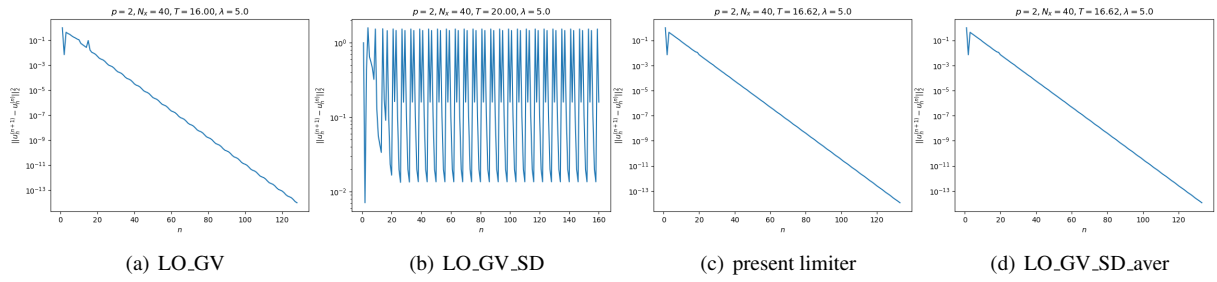 p = 2, N_x = 40, T = 16.00, λ = 5.0
||u_h^{(n+1)} − u_h^{(n)}||_2^2
10^{-1}
10^{-3}
10^{-5}
10^{-7}
10^{-9}
10^{-11}
10^{-13}
0 20 40 60 80 100 120
n
(a) LO_GV
p = 2, N_x = 40, T = 20.00, λ = 5.0
||u_h^{(n+1)} − u_h^{(n)}||_2^2
10^0
10^{-1}
10^{-2}
0 20 40 60 80 100 120 140 160
n
(b) LO_GV_SD
p = 2, N_x = 40, T = 16.62, λ = 5.0
||u_h^{(n+1)} − u_h^{(n)}||_2^2
10^{-1}
10^{-3}
10^{-5}
10^{-7}
10^{-9}
10^{-11}
10^{-13}
0 20 40 60 80 100 120
n
(c) present limiter
p = 2, N_x = 40, T = 16.62, λ = 5.0
||u_h^{(n+1)} − u_h^{(n)}||_2^2
10^{-1}
10^{-3}
10^{-5}
10^{-7}
10^{-9}
10^{-11}
10^{-13}
0 20 40 60 80 100 120
n
(d) LO_GV_SD_aver